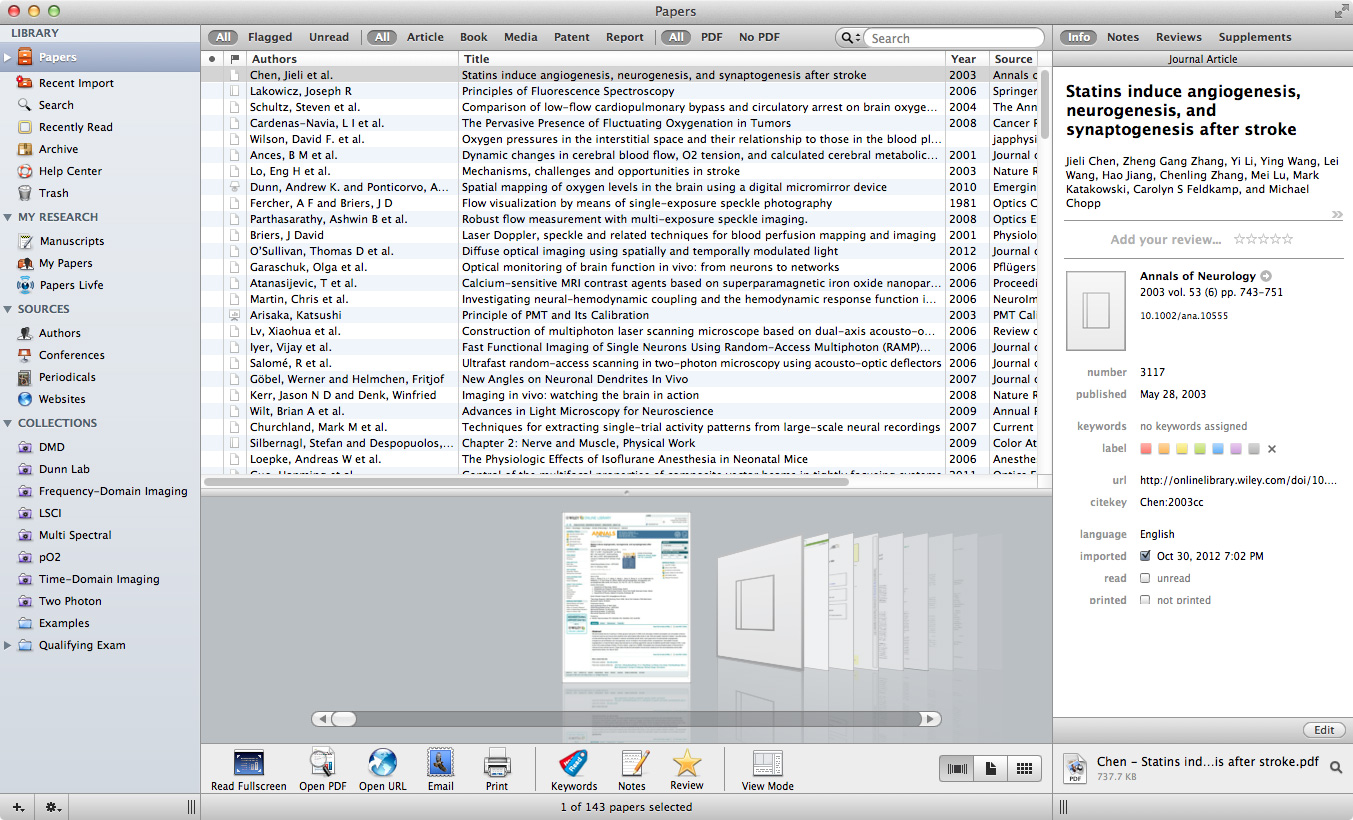 Papers
LIBRARY
Papers
Recent Import
Search
Recently Read
Archive
Help Center
Trash
MY RESEARCH
Manuscripts
My Papers
Papers Livfe
SOURCES
Authors
Conferences
Periodicals
Websites
COLLECTIONS
DMD
Dunn Lab
Frequency-Domain Imaging
LSCI
Multi Spectral
pO2
Time-Domain Imaging
Two Photon
Examples
Qualifying Exam
All Flagged Unread All Article Book Media Patent Report All PDF No PDF Search
Authors Title Year Source
Chen, Jieli et al. Statins induce angiogenesis, neurogenesis, and synaptogenesis after stroke 2003 Annals o
Lakowicz, Joseph R Principles of Fluorescence Spectroscopy 2006 Springer
Schultz, Steven et al. Comparison of low-flow cardiopulmonary bypass and circulatory arrest on brain oxyge... 2004 The Ann
Cardenas-Navia, L I et al. The Pervasive Presence of Fluctuating Oxygenation in Tumors 2008 Cancer
Wilson, David F. et al. Oxygen pressures in the interstitial space and their relationship to those in the blood pl... japphysi
Ances, B M et al. Dynamic changes in cerebral blood flow, O2 tension, and calculated cerebral metabolic... 2001 Journal
Lo, Eng H et al. Mechanisms, challenges and opportunities in stroke 2003 Nature
Dunn, Andrew K. and Ponticorvo, A... Spatial mapping of oxygen levels in the brain using a digital micromirror device 2010 Emergin
Fercher, A F and Briers, J D Flow visualization by means of single-exposure speckle photography 1981 Optics
Parthasarathy, Ashwin B et al. Robust flow measurement with multi-exposure speckle imaging. 2008 Optics
Briers, J David Laser Doppler, speckle and related techniques for blood perfusion mapping and imaging 2001 Physiolo
O'Sullivan, Thomas D et al. Diffuse optical imaging using spatially and temporally modulated light 2012 Journal
Garaschuk, Olga et al. Optical monitoring of brain function in vivo: from neurons to networks 2006 Pflügers
Atanasijevic, T et al. Calcium-sensitive MRI contrast agents based on superparamagnetic iron oxide nanopar... 2006 Proceedi
Martin, Chris et al. Investigating neural-hemodynamic coupling and the hemodynamic response function i... 2006 NeuroIm
Arisaka, Katsushi Principle of PMT and Its Calibration 2003 PMT Cal
Lv, Xiaohua et al. Construction of multiphoton laser scanning microscope based on dual-axis acousto-o... 2006 Review
Iyer, Vijay et al. Fast Functional Imaging of Single Neurons Using Random-Access Multiphoton (RAMP)... 2006 Journal
Salomé, R et al. Ultrafast random-access scanning in two-photon microscopy using acousto-optic deflectors 2006 Journal
Göbel, Werner and Helmchen, Fritjof New Angles on Neuronal Dendrites In Vivo 2007 Journal
Kerr, Jason N D and Denk, Winfried Imaging in vivo: watching the brain in action 2008 Nature
Wilt, Brian A et al. Advances in Light Microscopy for Neuroscience 2009 Annual
Churchland, Mark M et al. Techniques for extracting single-trial activity patterns from large-scale neural recordings 2007 Current
Silbernagl, Stefan and Despopoulos,... Chapter 2: Nerve and Muscle, Physical Work 2009 Color At
Loepke, Andreas W et al. The Physiologic Effects of Isoflurane Anesthesia in Neonatal Mice 2006 Anesthe
ANNALS
Read Fullscreen Open PDF Open URL Email Print Keywords Notes Review View Mode
1 of 143 papers selected
Info Notes Reviews Supplements
Journal Article
Statins induce angiogenesis,
neurogenesis, and
synaptogenesis after stroke
Jieli Chen, Zheng Gang Zhang, Yi Li, Ying Wang, Lei
Wang, Hao Jiang, Chenling Zhang, Mei Lu, Mark
Katakowski, Carolyn S Feldkamp, and Michael
Chopp
Add your review...
Annals of Neurology
2003 vol. 53 (6) pp. 743-751
10.1002/ana.10555
number 3117
published May 28, 2003
keywords no keywords assigned
label
url http://onlinelibrary.wiley.com/doi/10....
citekey Chen:2003cc
language English
imported Oct 30, 2012 7:02 PM
read unread
printed not printed
Edit
PDF
Chen - Statins ind...is after stroke.pdf
737.7 KB